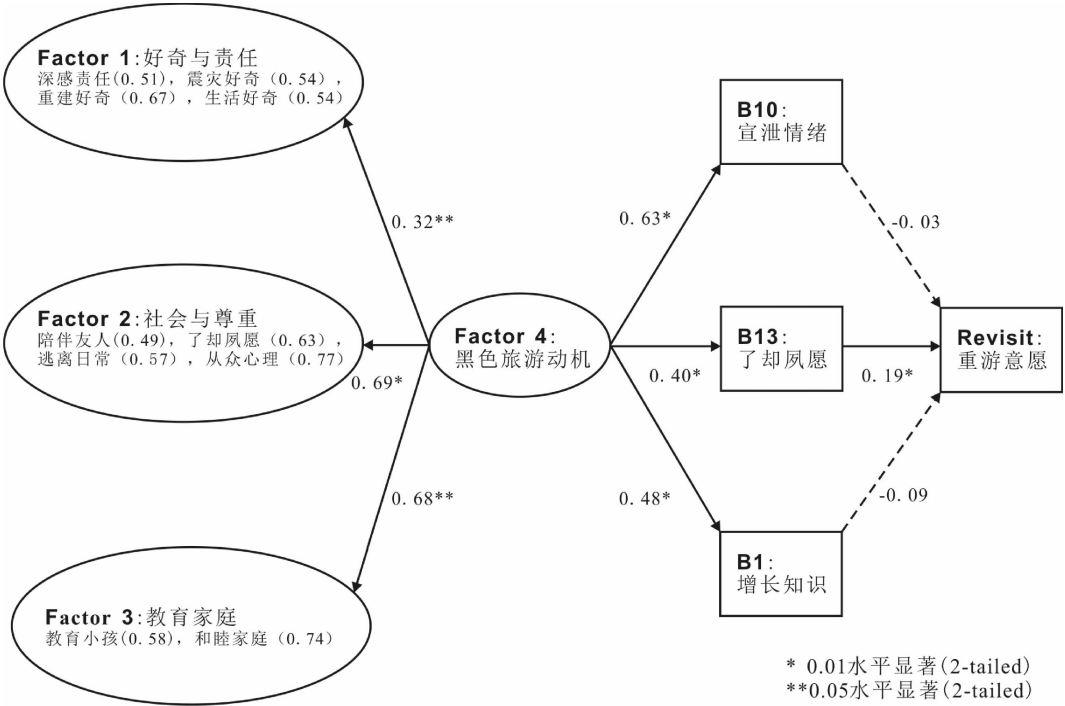 Factor 1:好奇与责任
深感责任(0.51)，震灾好奇（0.54），
重建好奇（0.67），生活好奇（0.54）
B10:
宣泄情绪
0.32**
0.63*
-0.03
Factor 2:社会与尊重
陪伴友人(0.49)，了却夙愿（0.63），
逃离日常（0.57），从众心理（0.77）
0.69*
Factor 4:
黑色旅游动机
0.40*
B13:
了却夙愿
0.19*
Revisit:
重游意愿
0.68**
0.48*
-0.09
B1:
增长知识
Factor 3:教育家庭
教育小孩(0.58)，和睦家庭（0.74）
* 0.01水平显著(2-tailed)
**0.05水平显著(2-tailed)